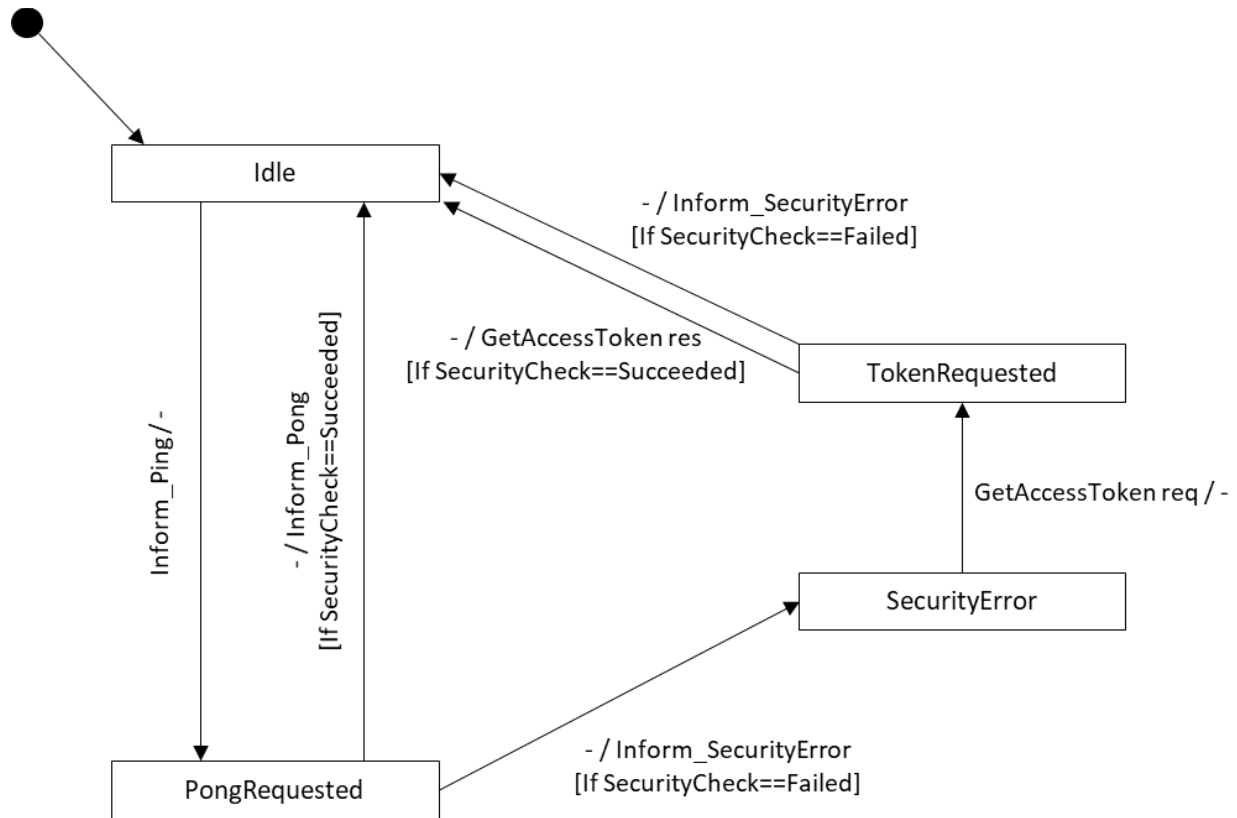 Idle
- / Inform_SecurityError
[If SecurityCheck==Failed]
- / GetAccessToken res
[If SecurityCheck==Succeeded]
TokenRequested
Inform_Ping / -
- / Inform_Pong
[If SecurityCheck==Succeeded]
GetAccessToken req / -
SecurityError
- / Inform_SecurityError
[If SecurityCheck==Failed]
PongRequested